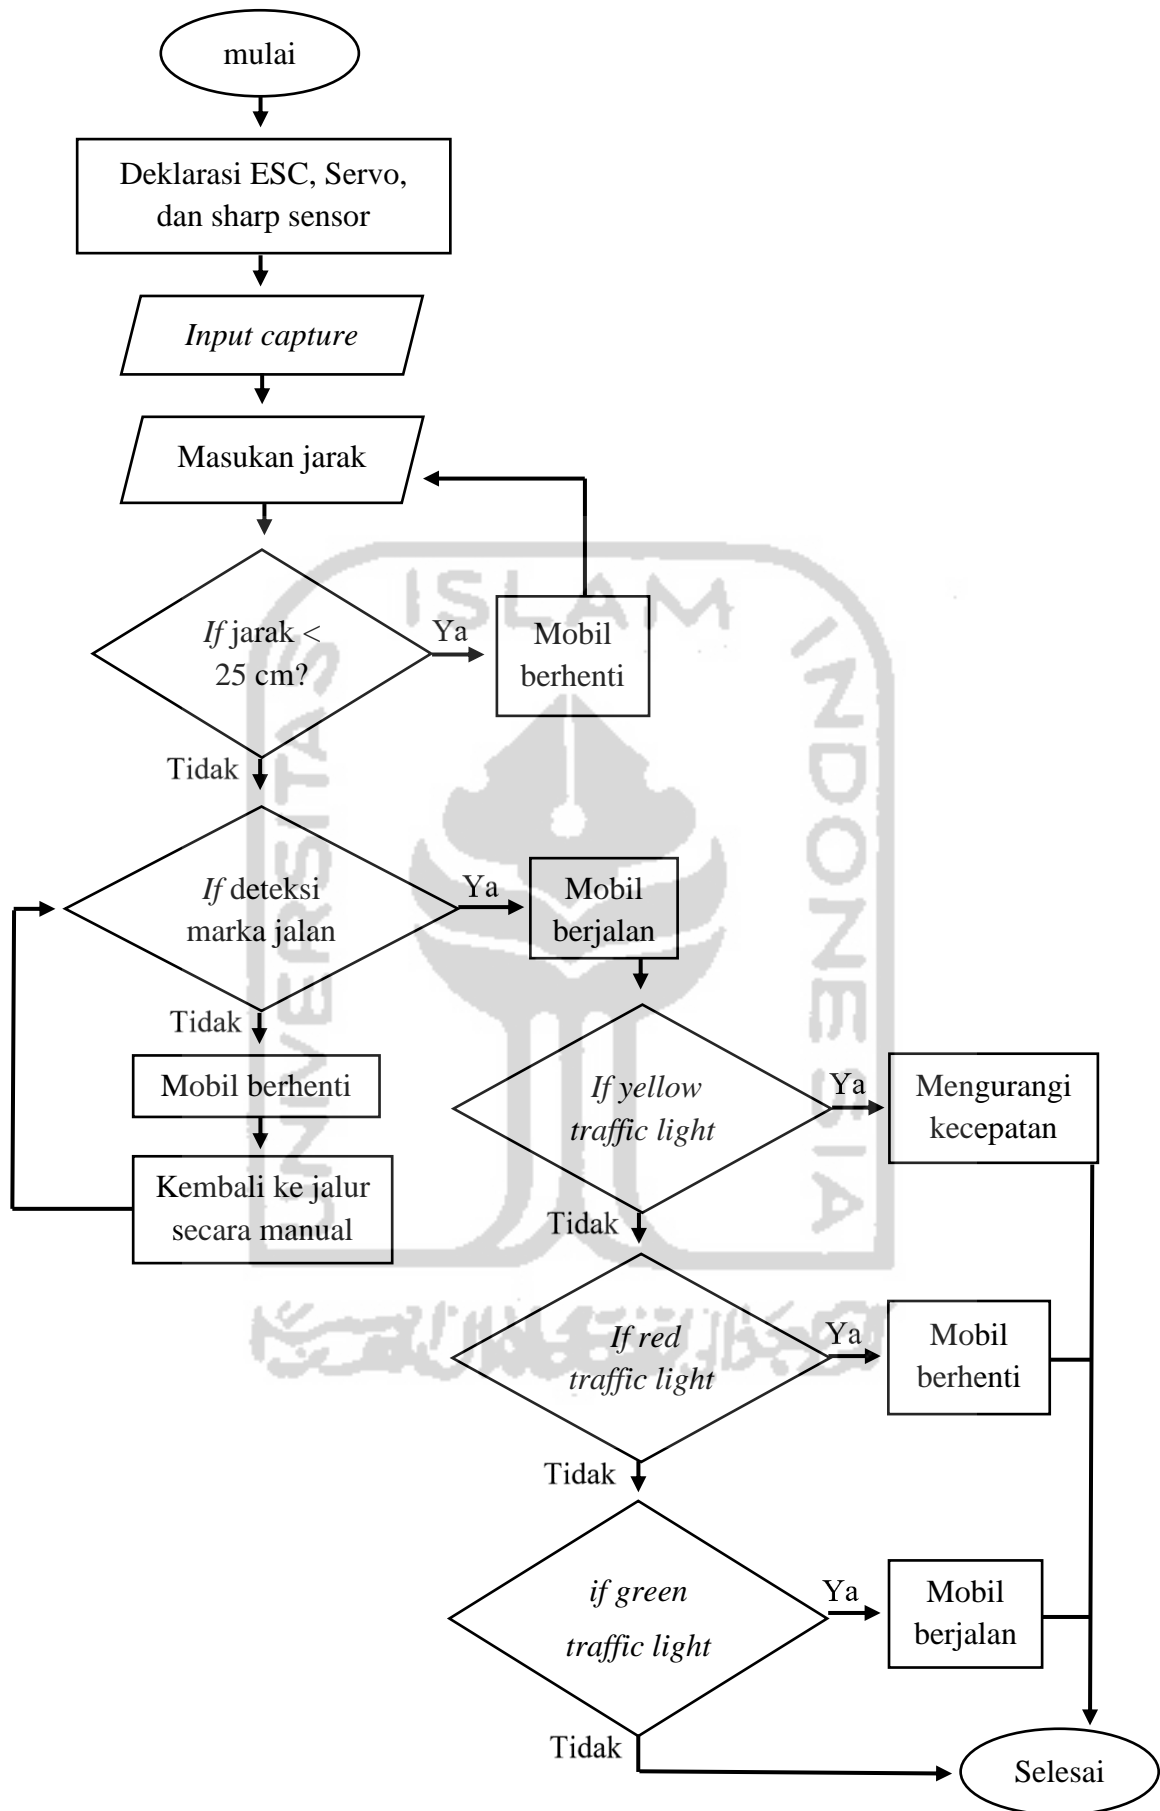 mulai
Deklarasi ESC, Servo,
dan sharp sensor
Input capture
Masukan jarak
If jarak <
25 cm?
Ya
Mobil
berhenti
Tidak
If deteksi
marka jalan
Ya
Mobil
berjalan
Tidak
Mobil berhenti
Kembali ke jalur
secara manual
If yellow
traffic light
Ya
Mengurangi
kecepatan
Tidak
If red
traffic light
Ya
Mobil
berhenti
Tidak
if green
traffic light
Ya
Mobil
berjalan
Tidak
Selesai
UNIVERSITAS
ISLAM
INDONESIA